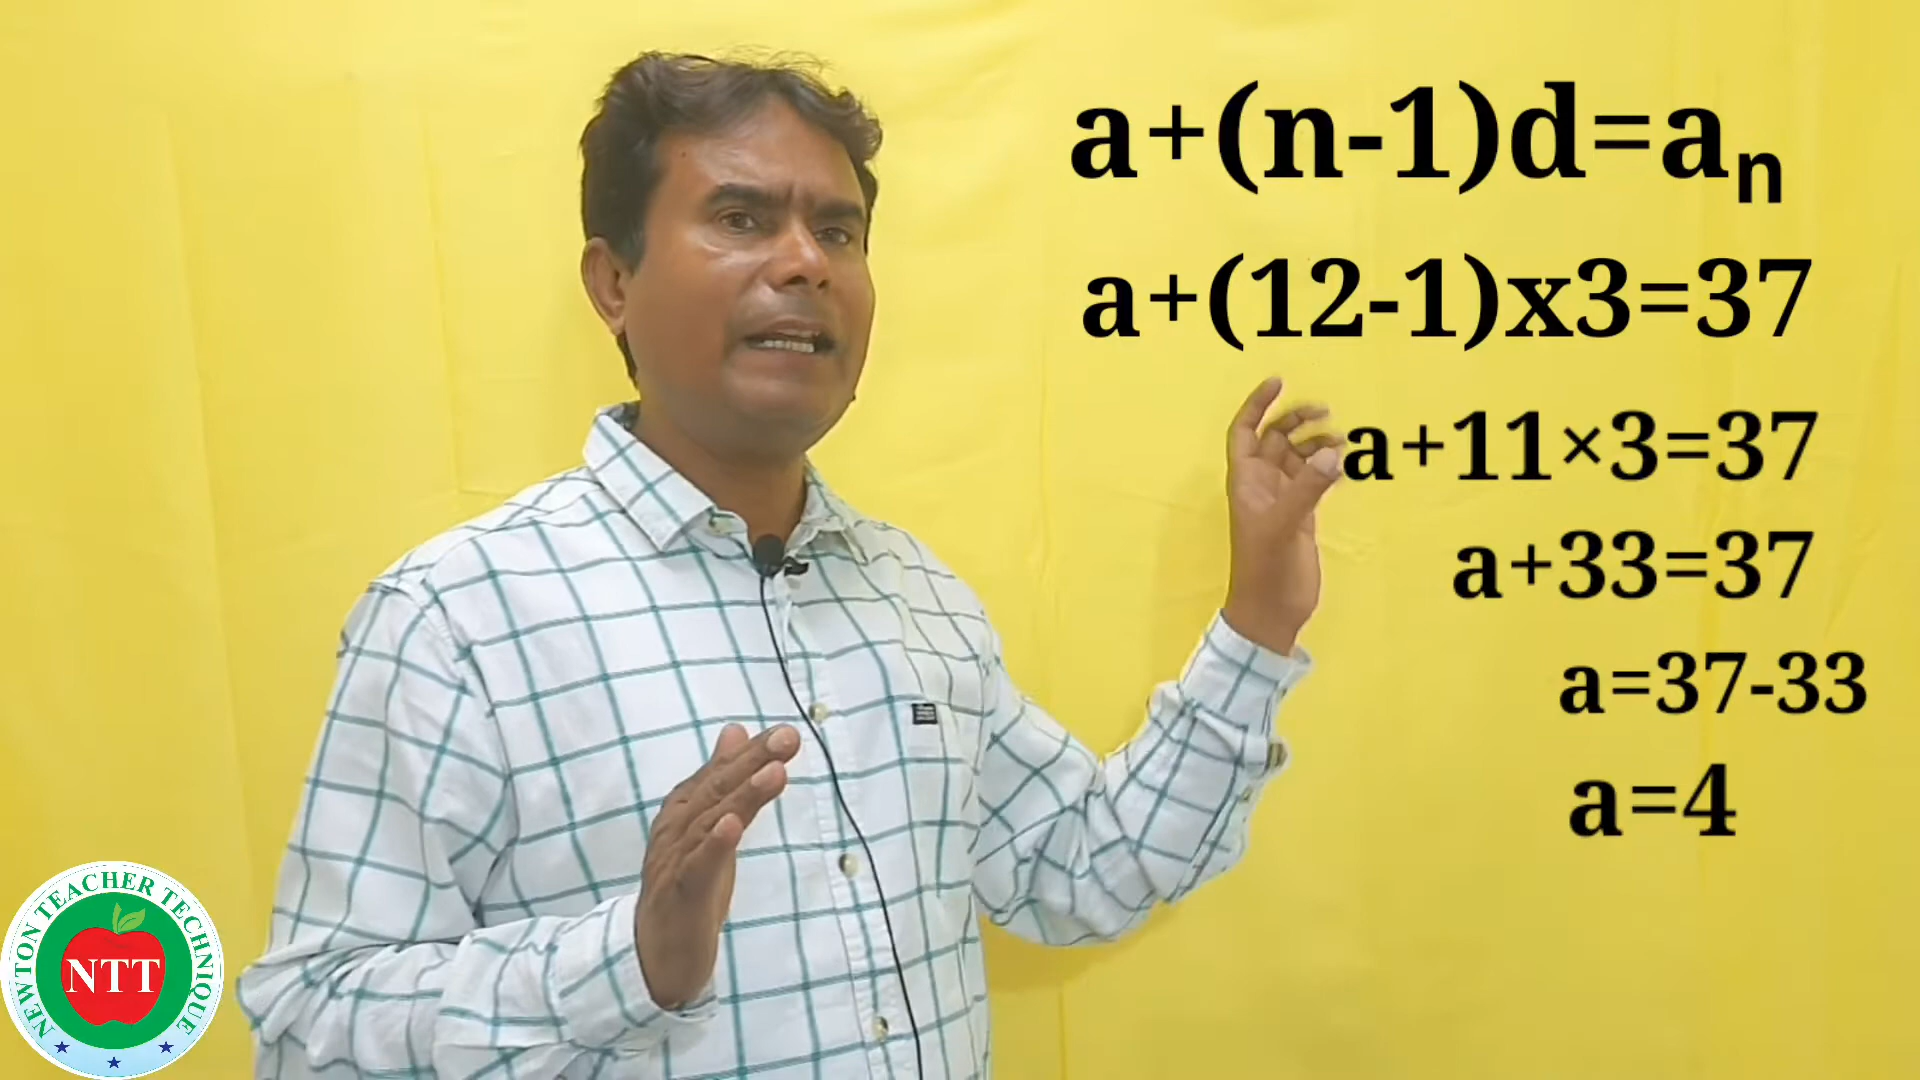 a+(n-1)d=aₙ
a+(12-1)x3=37
a+11×3=37
a+33=37
a=37-33
a=4
NEWTON TEACHER TECHNIQUE
NTT